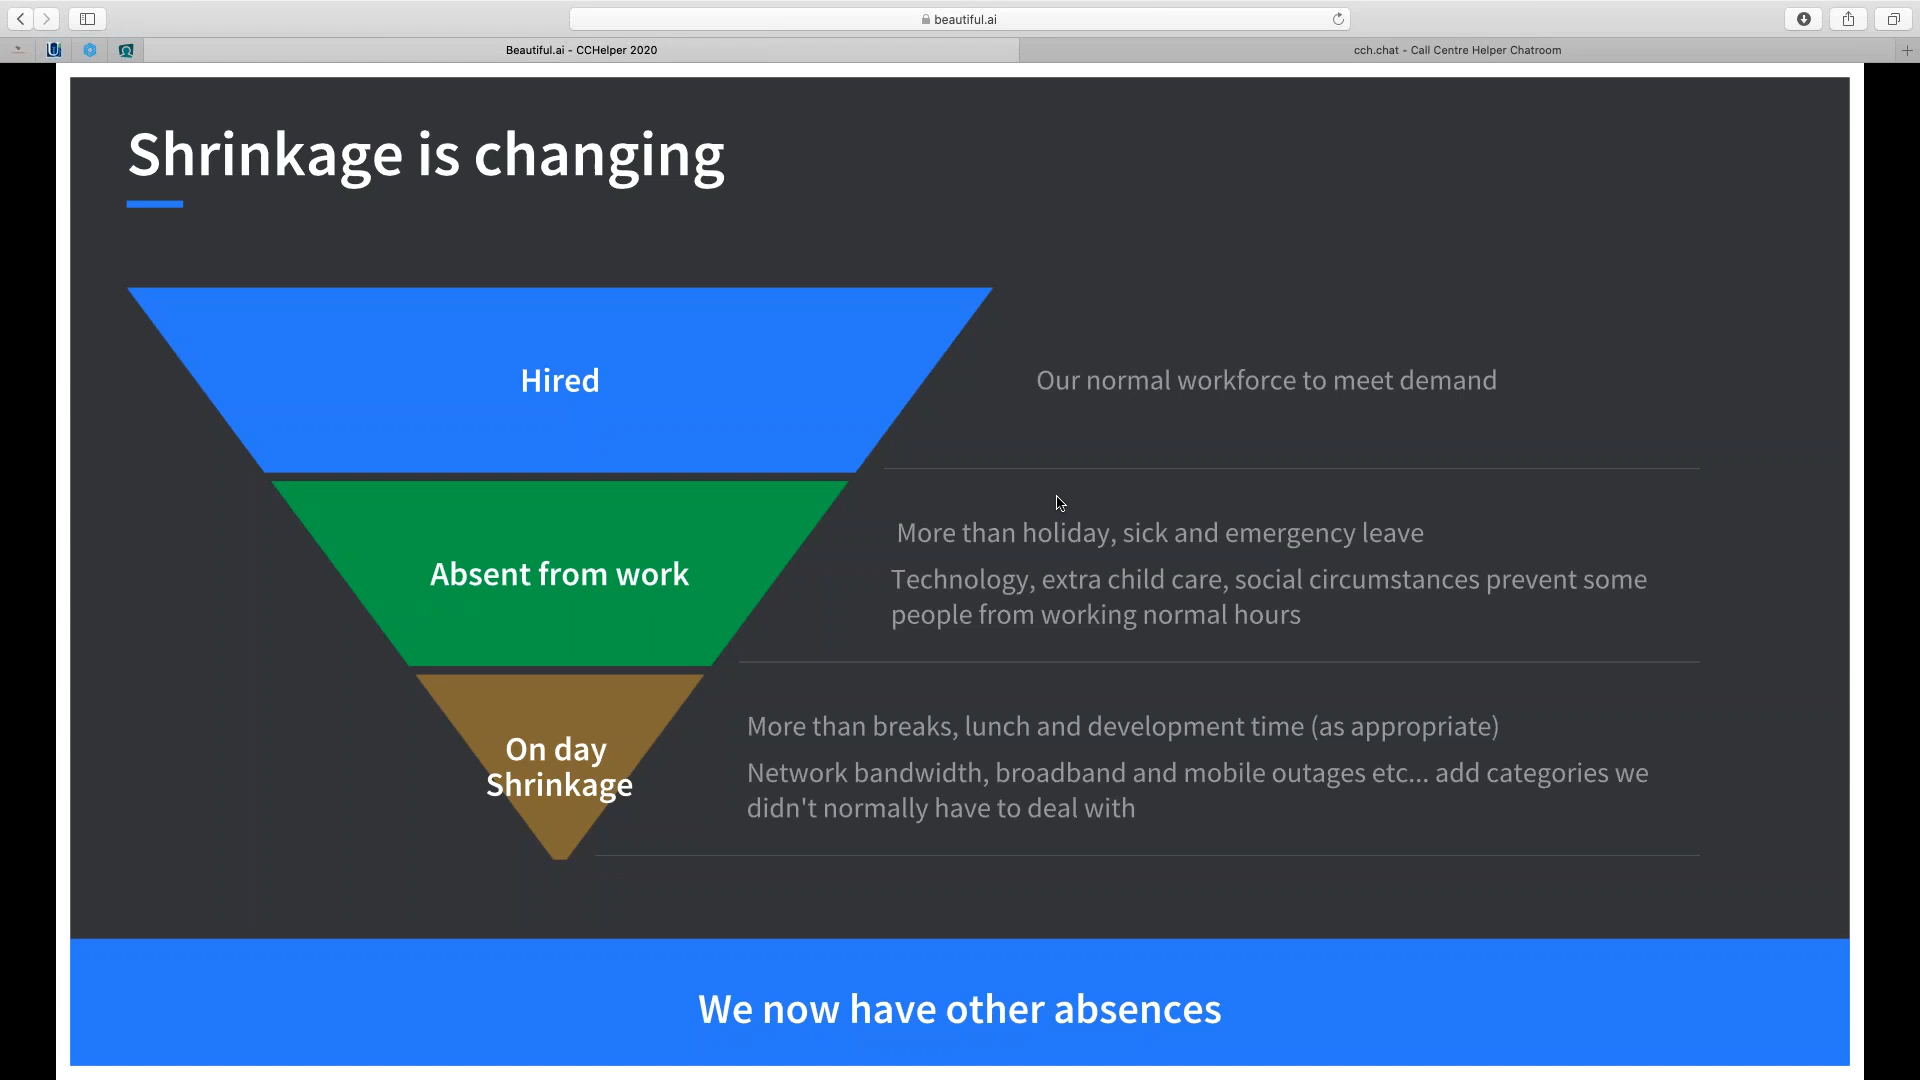 beautiful.ai
Beautiful.ai - CCHelper 2020
cch.chat - Call Centre Helper Chatroom
Shrinkage is changing
Hired
Our normal workforce to meet demand
Absent from work
More than holiday, sick and emergency leave
Technology, extra child care, social circumstances prevent some
people from working normal hours
On day
Shrinkage
More than breaks, lunch and development time (as appropriate)
Network bandwidth, broadband and mobile outages etc... add categories we
didn't normally have to deal with
We now have other absences